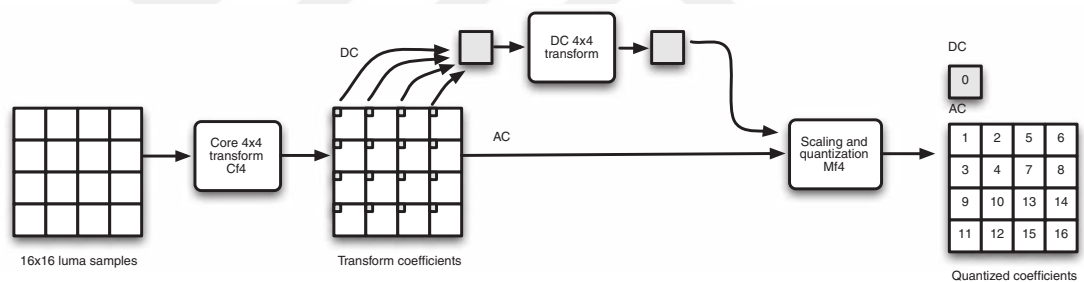 DC
DC 4x4
transform
DC
0
AC
AC
Core 4x4
transform
Cf4
Scaling and
quantization
Mf4
1 2 5 6
3 4 7 8
9 10 13 14
11 12 15 16
16x16 luma samples
Transform coefficients
Quantized coefficients